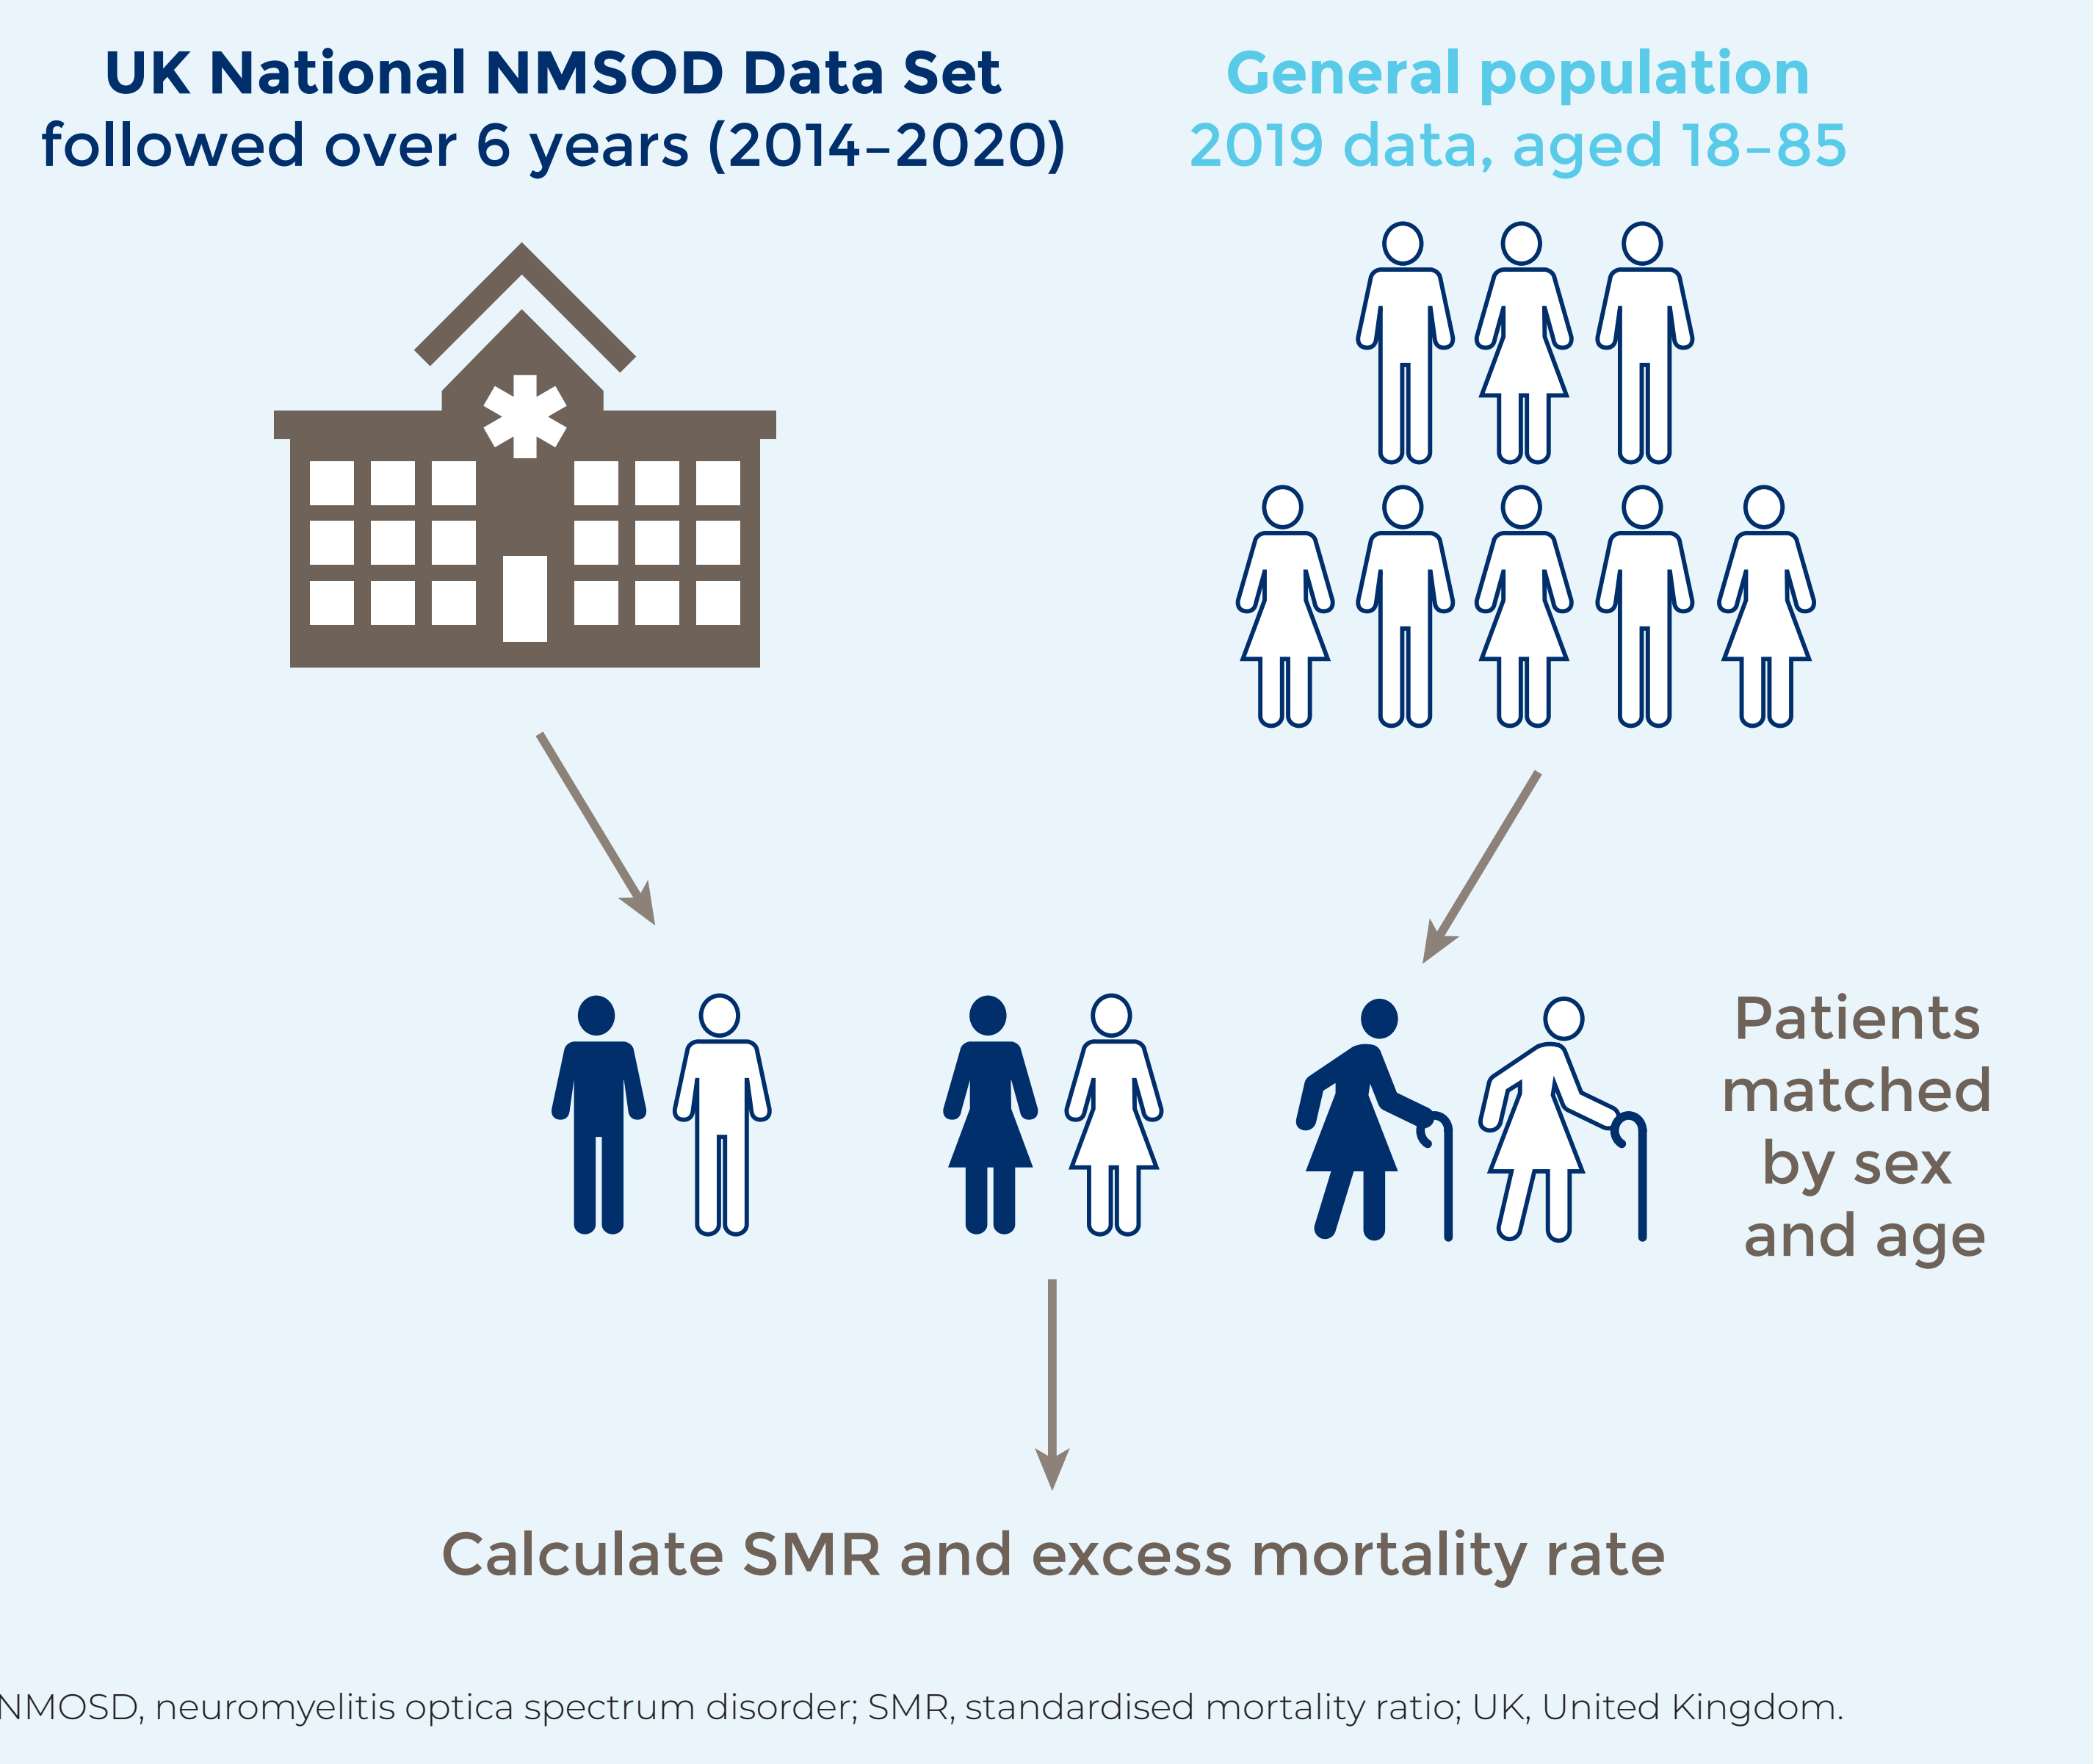 UK National NMSOD Data Set
followed over 6 years (2014–2020)
General population
2019 data, aged 18–85
Patients
matched
by sex
and age
Calculate SMR and excess mortality rate
NMOSD, neuromyelitis optica spectrum disorder; SMR, standardised mortality ratio; UK, United Kingdom.